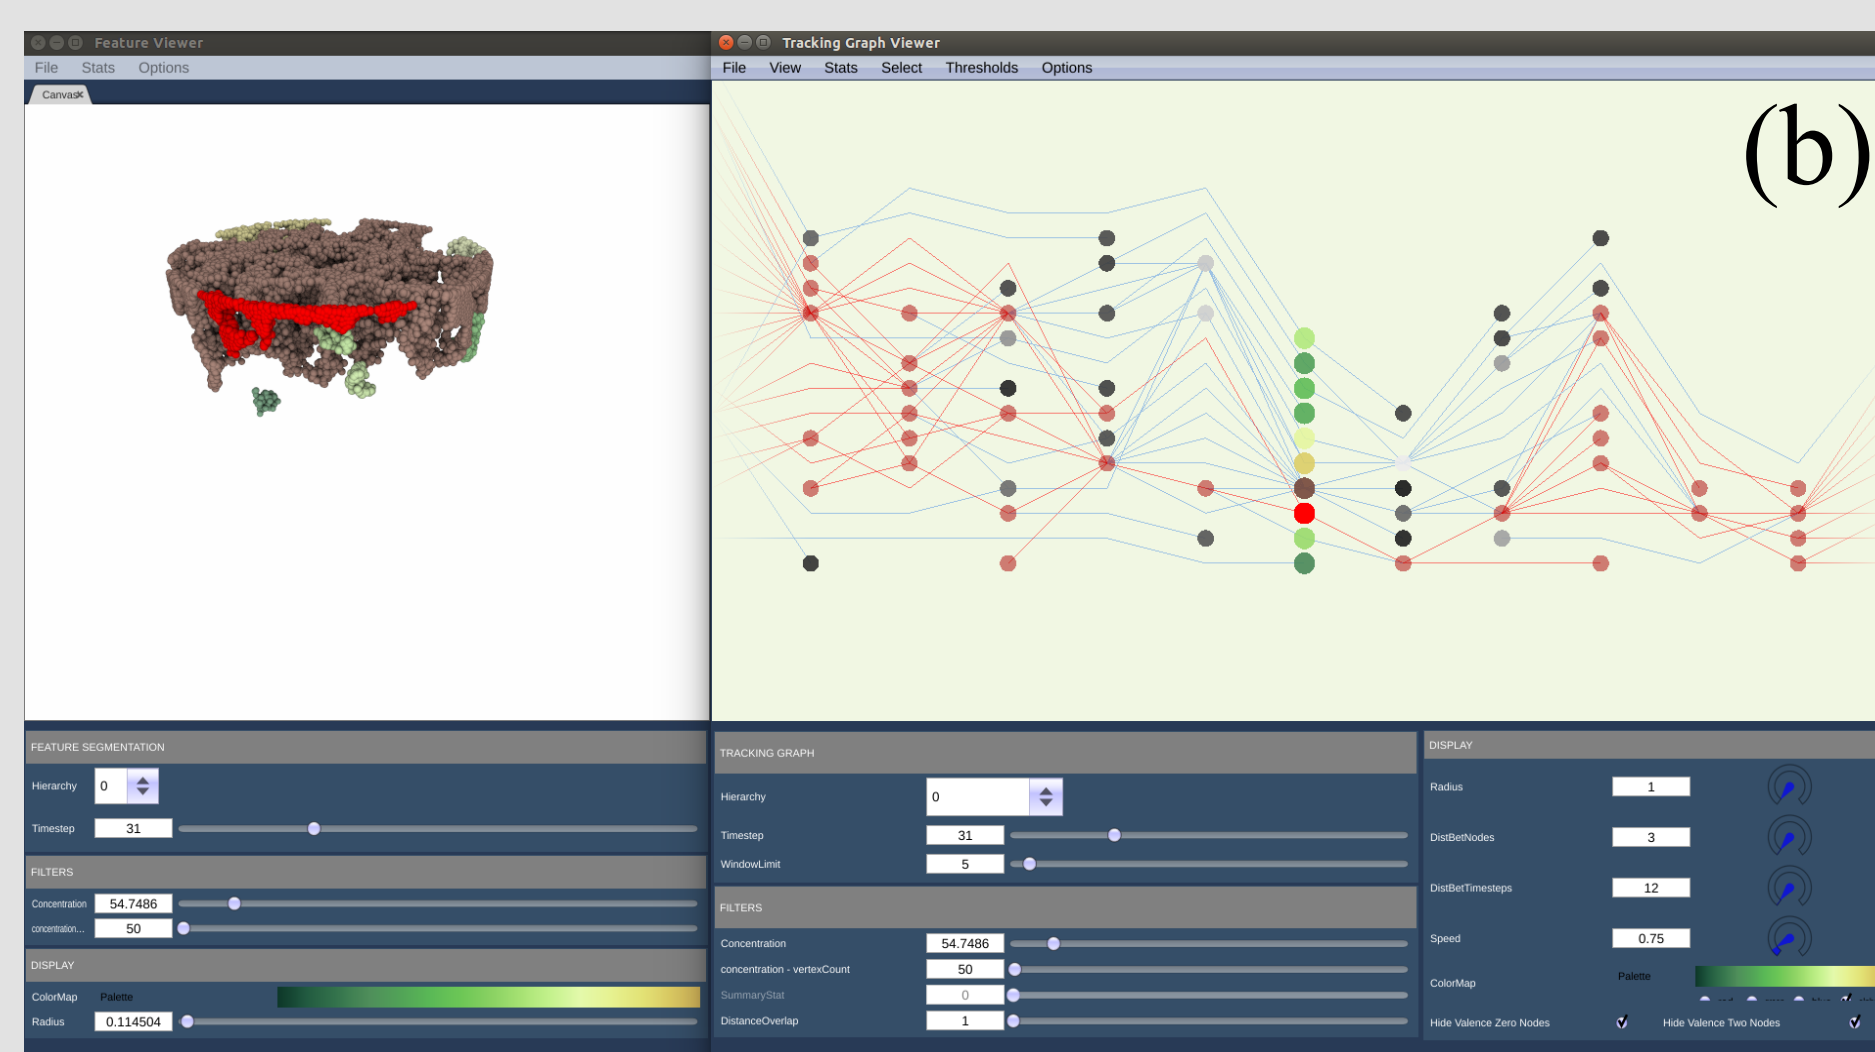 Feature Viewer
File Stats Options
Canvas
Tracking Graph Viewer
File View Stats Select Thresholds Options
(b)
FEATURE SEGMENTATION
Hierarchy 0
Timestep 31
FILTERS
Concentration 54.7486
concentration... 50
DISPLAY
ColorMap Palette
Radius 0.114504
TRACKING GRAPH
Hierarchy 0
Timestep 31
WindowLimit 5
FILTERS
Concentration 54.7486
concentration - vertexCount 50
SummaryStat 0
DistanceOverlap 1
DISPLAY
Radius 1
DistBetNodes 3
DistBetTimesteps 12
Speed 0.75
ColorMap Palette
Hide Valence Zero Nodes Hide Valence Two Nodes